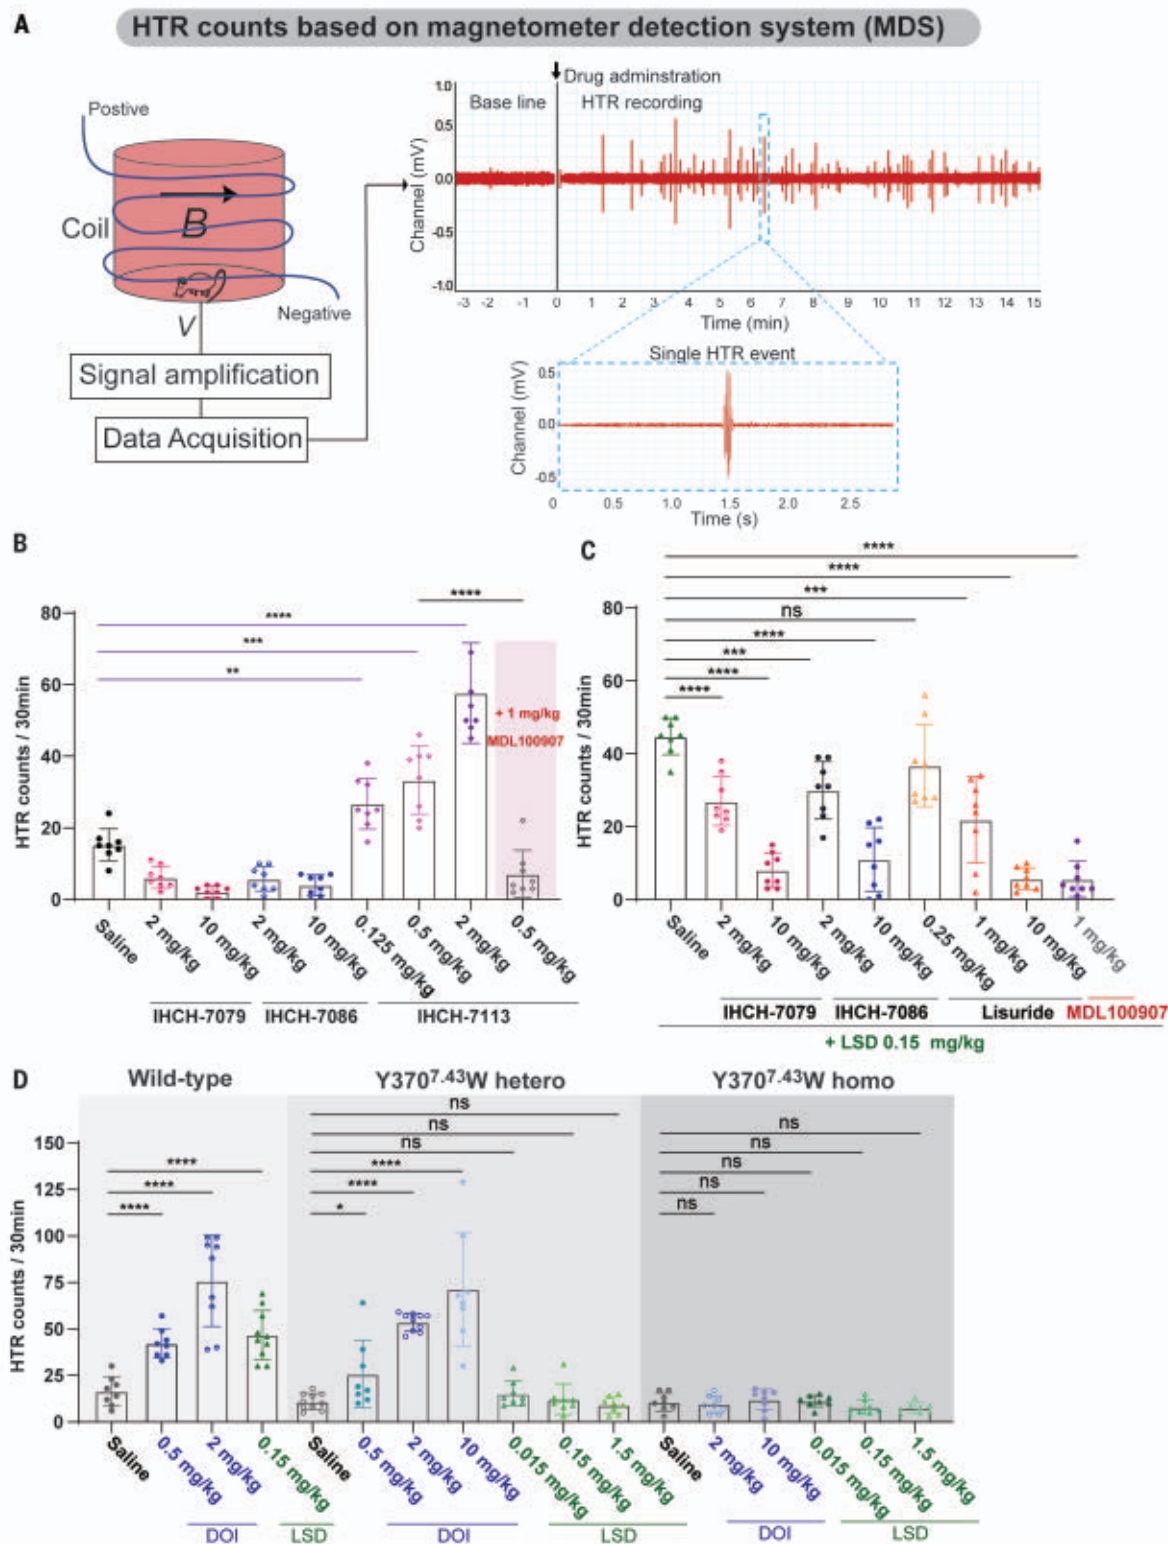 A
HTR counts based on magnetometer detection system (MDS)
Postive
Coil
B
Negative
V
Signal amplification
Data Acquisition
Drug adminstration
Base line
HTR recording
Channel (mV)
1.0
0.5
0.0
-0.5
-1.0
-3 -2 -1 0 1 2 3 4 5 6 7 8 9 10 11 12 13 14 15
Time (min)
Single HTR event
Channel (mV)
0.5
0.0
-0.5
0 0.5 1.0 1.5 2.0 2.5
Time (s)
B
HTR counts / 30min
80
60
40
20
0
****
****
***
**
+ 1 mg/kg
MDL100907
Saline
2 mg/kg
10 mg/kg
2 mg/kg
10 mg/kg
0.125 mg/kg
0.5 mg/kg
2 mg/kg
0.5 mg/kg
IHCH-7079 IHCH-7086 IHCH-7113
C
HTR counts / 30min
80
60
40
20
0
****
****
***
ns
****
***
****
****
Saline
2 mg/kg
10 mg/kg
2 mg/kg
10 mg/kg
0.25 mg/kg
1 mg/kg
10 mg/kg
1 mg/kg
IHCH-7079 IHCH-7086 Lisuride MDL100907
+ LSD 0.15 mg/kg
D
Wild-type Y3707.43W hetero Y3707.43W homo
HTR counts / 30min
150
125
100
75
50
25
0
****
****
****
ns
ns
ns
****
****
*
ns
ns
ns
ns
ns
Saline
0.5 mg/kg
2 mg/kg
0.15 mg/kg
Saline
0.5 mg/kg
2 mg/kg
10 mg/kg
0.015 mg/kg
0.15 mg/kg
1.5 mg/kg
Saline
2 mg/kg
10 mg/kg
0.015 mg/kg
0.15 mg/kg
1.5 mg/kg
DOI LSD DOI LSD DOI LSD